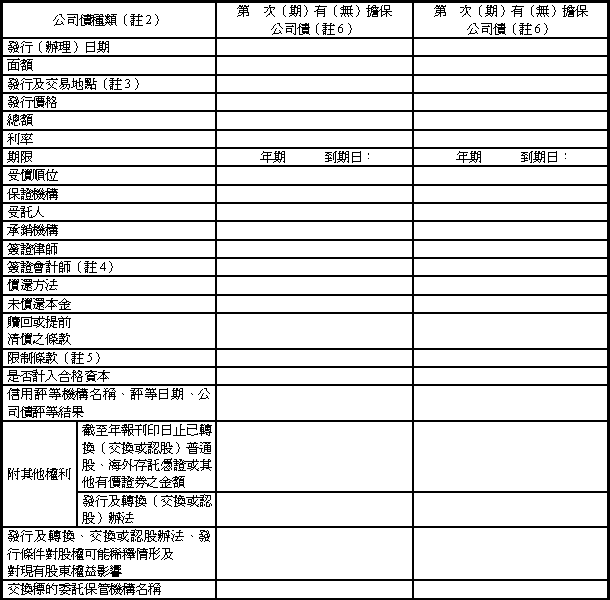 公司債種類（註２）
第　次（期）有（無）擔保
公司債（註６）
第　次（期）有（無）擔保
公司債（註６）
發行（辦理）日期
面額
發行及交易地點（註３）
發行價格
總額
利率
期限
年期　　　到期日：
年期　　　到期日：
受償順位
保證機構
受託人
承銷機構
簽證律師
簽證會計師（註４）
償還方法
未償還本金
贖回或提前
清償之條款
限制條款（註５）
是否計入合格資本
信用評等機構名稱、評等日期、公
司債評等結果
附其他權利
截至年報刊印日止已轉
換（交換或認股）普通
股、海外存託憑證或其
他有價證券之金額
發行及轉換（交換或認
股）辦法
發行及轉換、交換或認股辦法、發
行條件對股權可能稀釋情形及
對現有股東權益影響
交換標的委託保管機構名稱